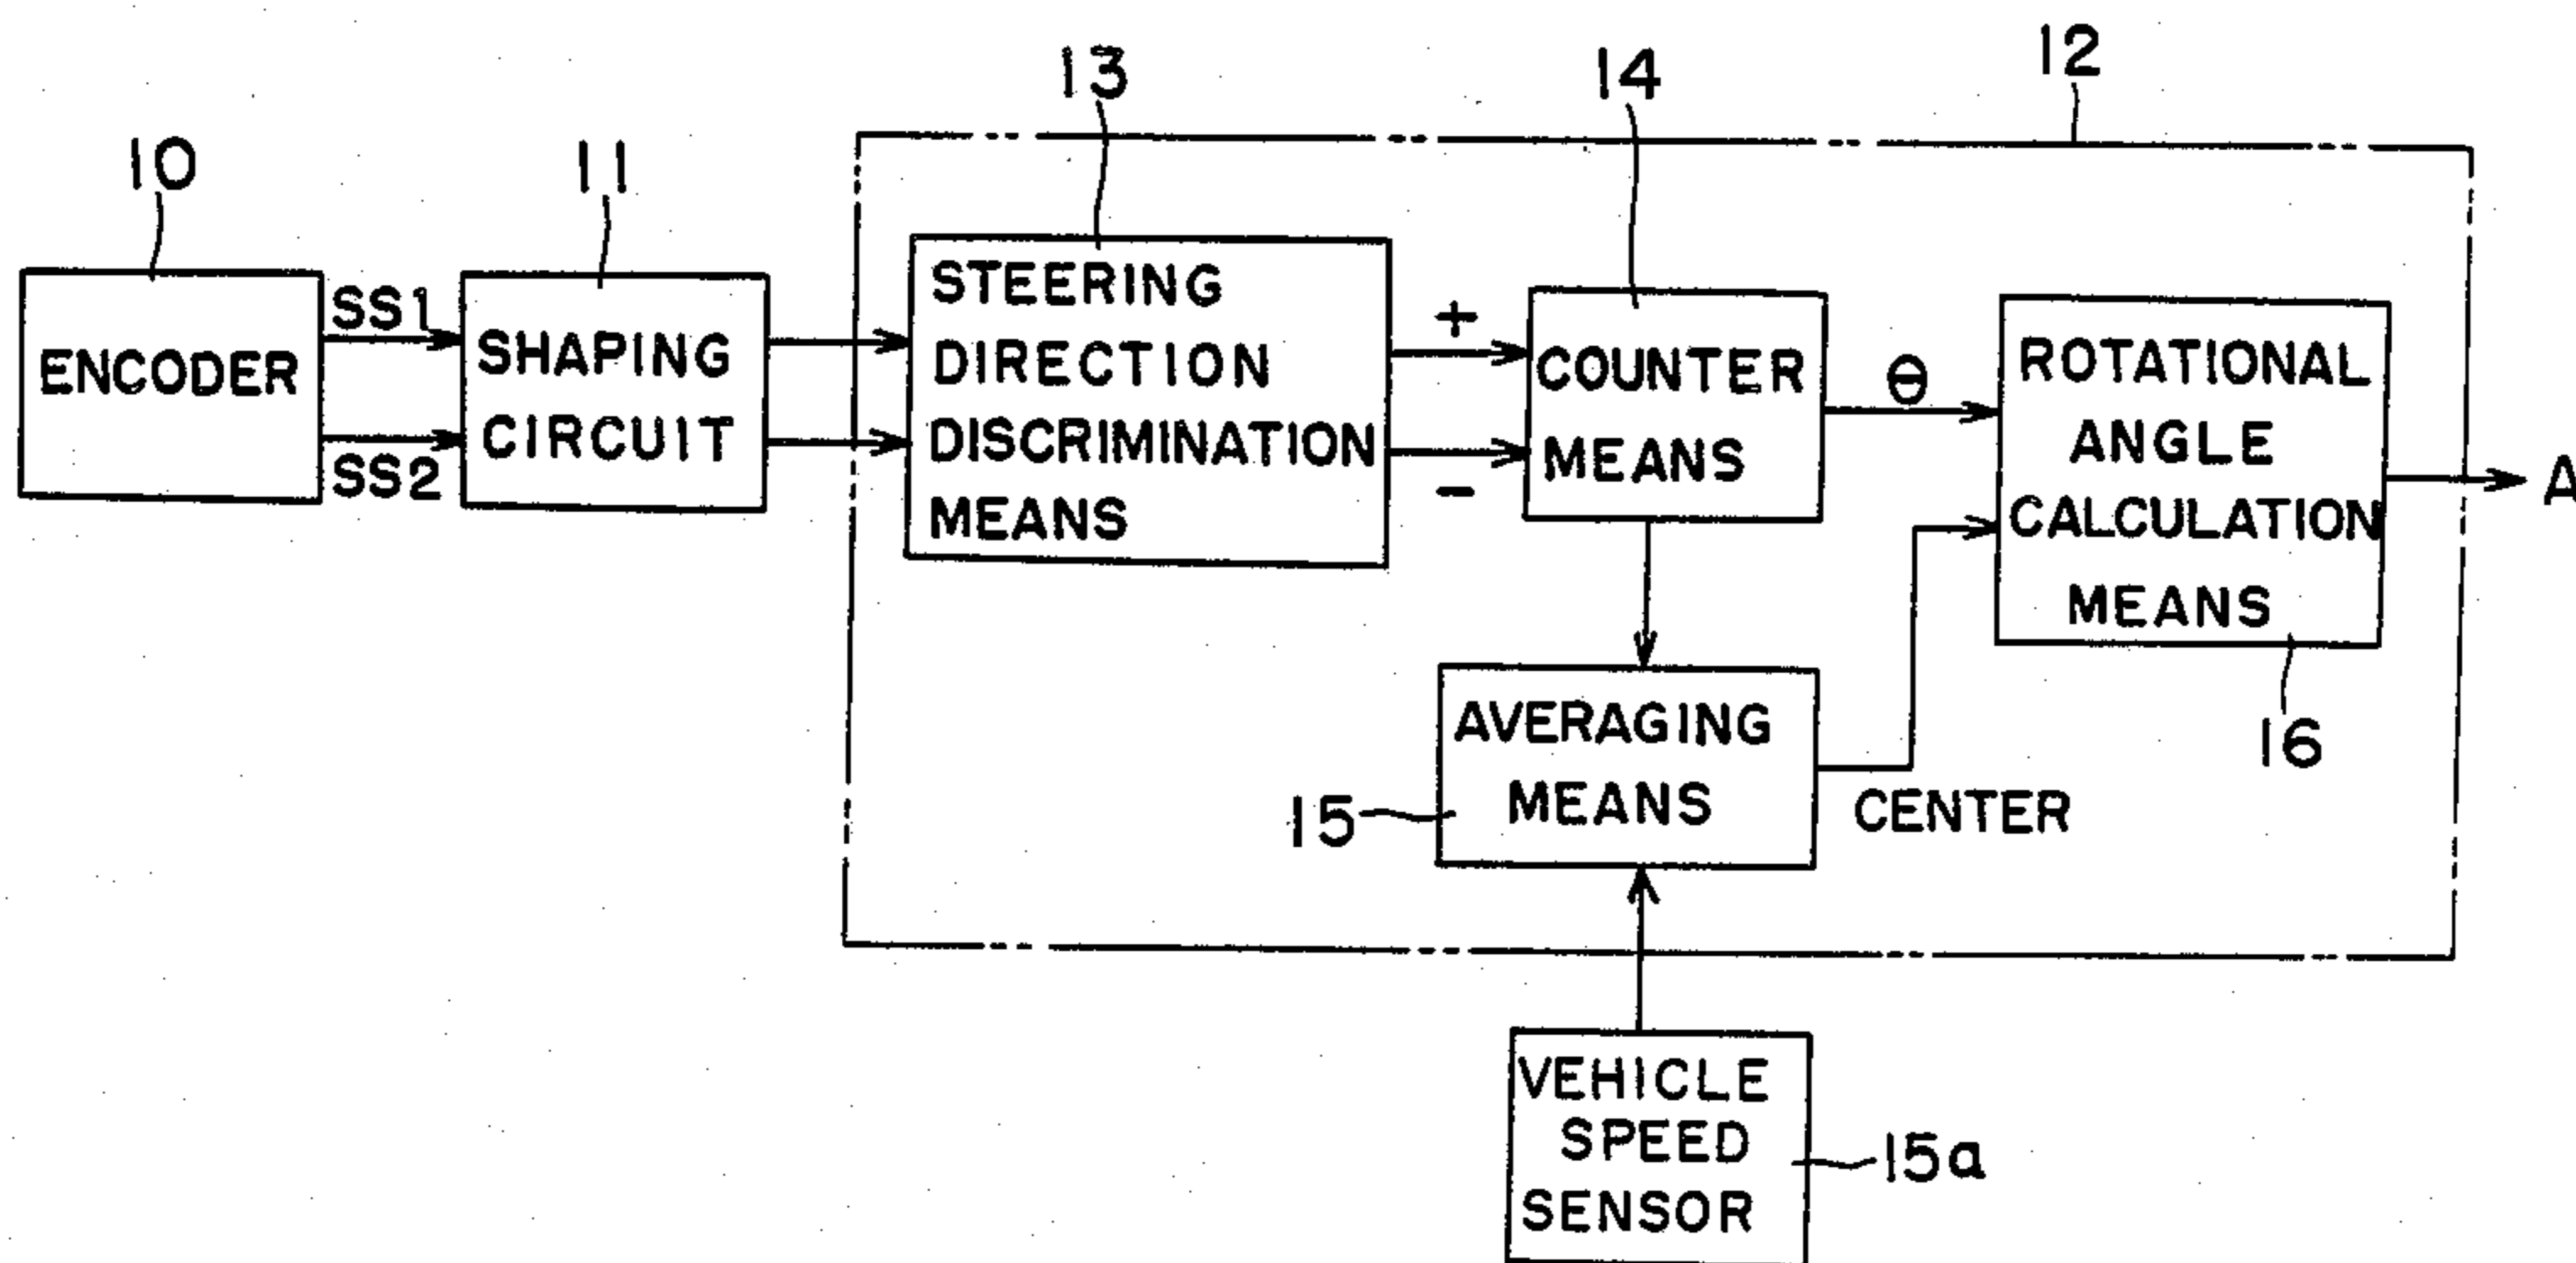 12
13
14
10
11
STEERING
DIRECTION
DISCRIMINATION
MEANS
SS1
SS2
ENCODER
SHAPING
CIRCUIT
+
-
COUNTER
MEANS
θ
ROTATIONAL
ANGLE
CALCULATION
MEANS
A
16
AVERAGING
MEANS
15
CENTER
VEHICLE
SPEED
SENSOR
15a